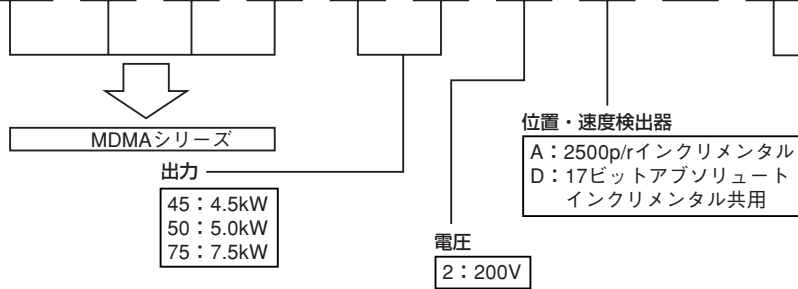 MDMAシリーズ
出力
45：4.5kW
50：5.0kW
75：7.5kW
電圧
2：200V
位置・速度検出器
A：2500p/rインクリメンタル
D：17ビットアブソリュート
インクリメンタル共用